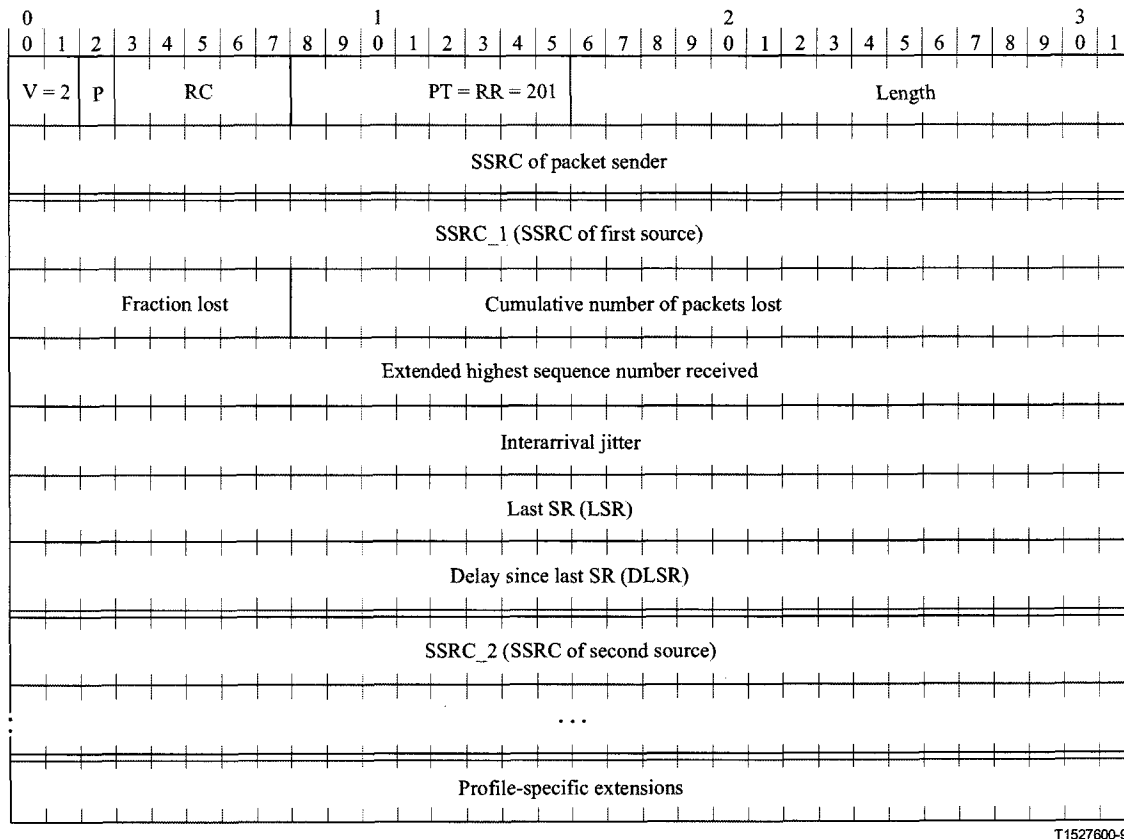 0 1 2 3
0 1 2 3 4 5 6 7 8 9 0 1 2 3 4 5 6 7 8 9 0 1 2 3 4 5 6 7 8 9 0 1
V = 2 P RC PT = RR = 201 Length
SSRC of packet sender
SSRC_1 (SSRC of first source)
Fraction lost Cumulative number of packets lost
Extended highest sequence number received
Interarrival jitter
Last SR (LSR)
Delay since last SR (DLSR)
SSRC_2 (SSRC of second source)
...
Profile-specific extensions
T1527600-9